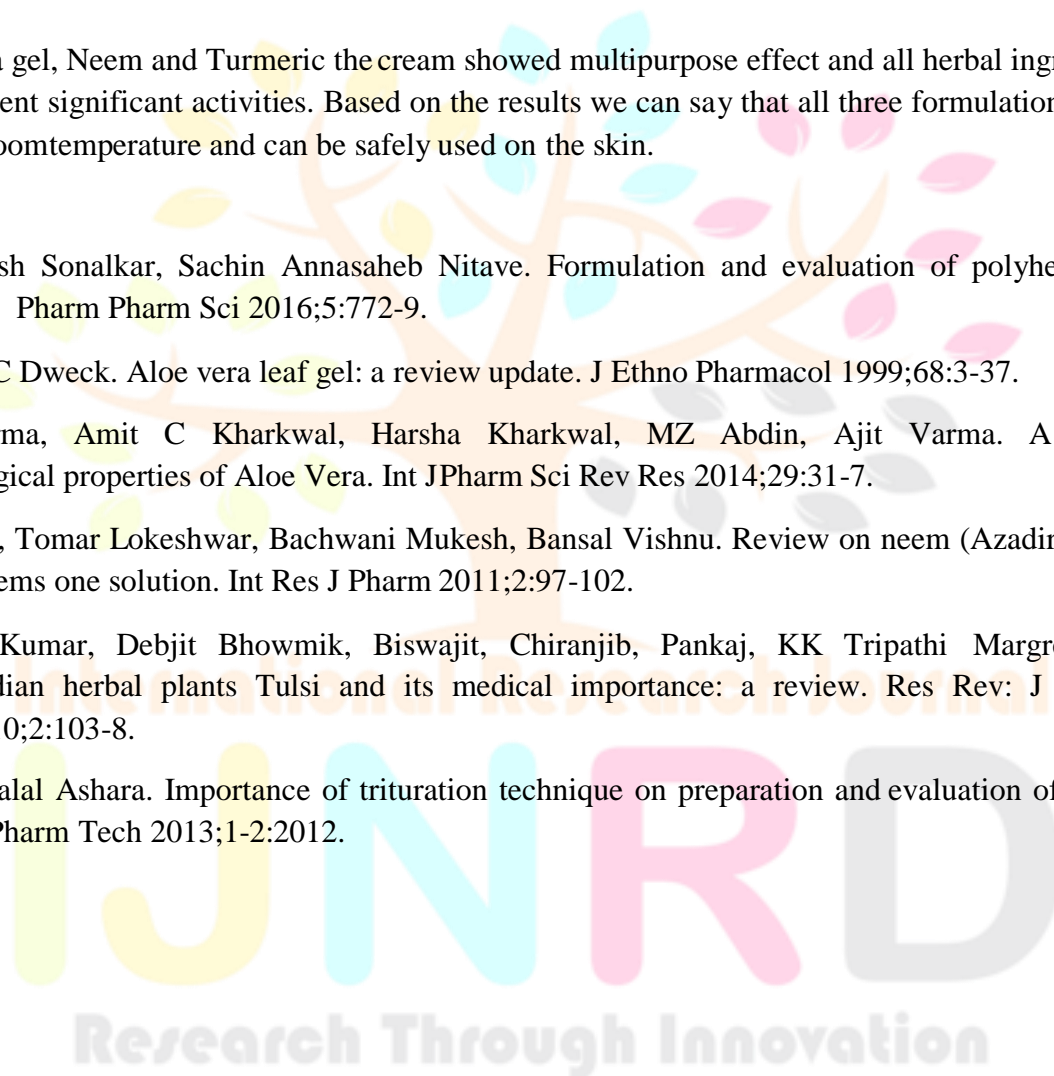 gel, Neem and Turmeric the cream showed multipurpose effect and all herbal ingr
ent significant activities. Based on the results we can say that all three formulation
oomtemperature and can be safely used on the skin.
sh Sonalkar, Sachin Annasaheb Nitave. Formulation and evaluation of polyhe
Pharm Pharm Sci 2016;5:772-9.
C Dweck. Aloe vera leaf gel: a review update. J Ethno Pharmacol 1999;68:3-37.
rma, Amit C Kharkwal, Harsha Kharkwal, MZ Abdin, Ajit Varma. A
gical properties of Aloe Vera. Int JPharm Sci Rev Res 2014;29:31-7.
, Tomar Lokeshwar, Bachwani Mukesh, Bansal Vishnu. Review on neem (Azadir
ems one solution. Int Res J Pharm 2011;2:97-102.
Kumar, Debjit Bhowmik, Biswajit, Chiranjib, Pankaj, KK Tripathi Margr
International Research Journal
dian herbal plants Tulsi and its medical importance: a review. Res Rev: J
0;2:103-8.
alal Ashara. Importance of trituration technique on preparation and evaluation of
Pharm Tech 2013;1-2:2012.
IJNRD
Research Through Innovation